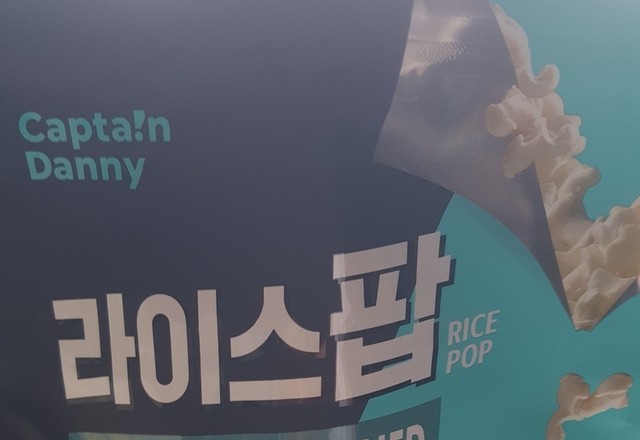 Capta!n
Danny
라이스팝
RICE
POP